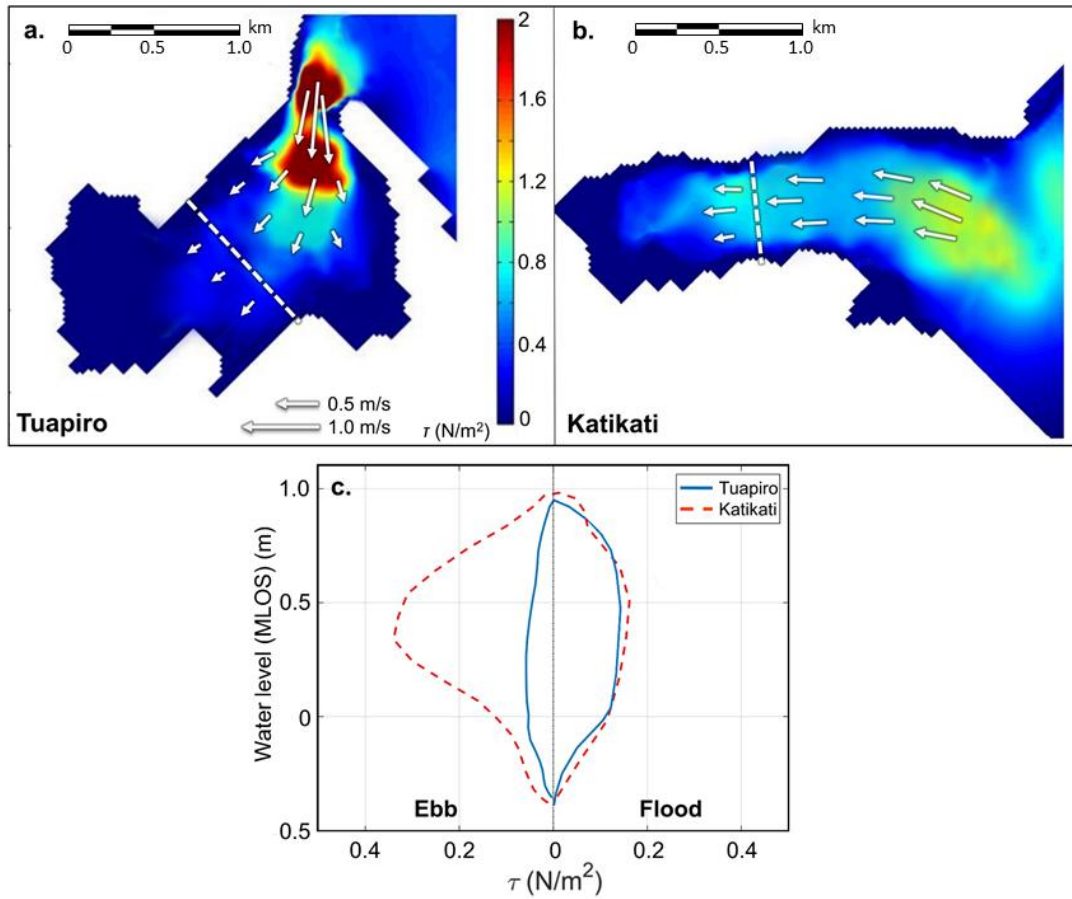 a.
km
0 0.5 1.0
2
1.6
1.2
0.8
0.4
0
τ (N/m²)
0.5 m/s
1.0 m/s
Tuapiro
b.
km
0 0.5 1.0
Katikati
c.
Tuapiro
Katikati
Water level (MLOS) (m)
1.0
0.5
0
0.5
Ebb
Flood
0.4 0.2 0 0.2 0.4
τ (N/m²)